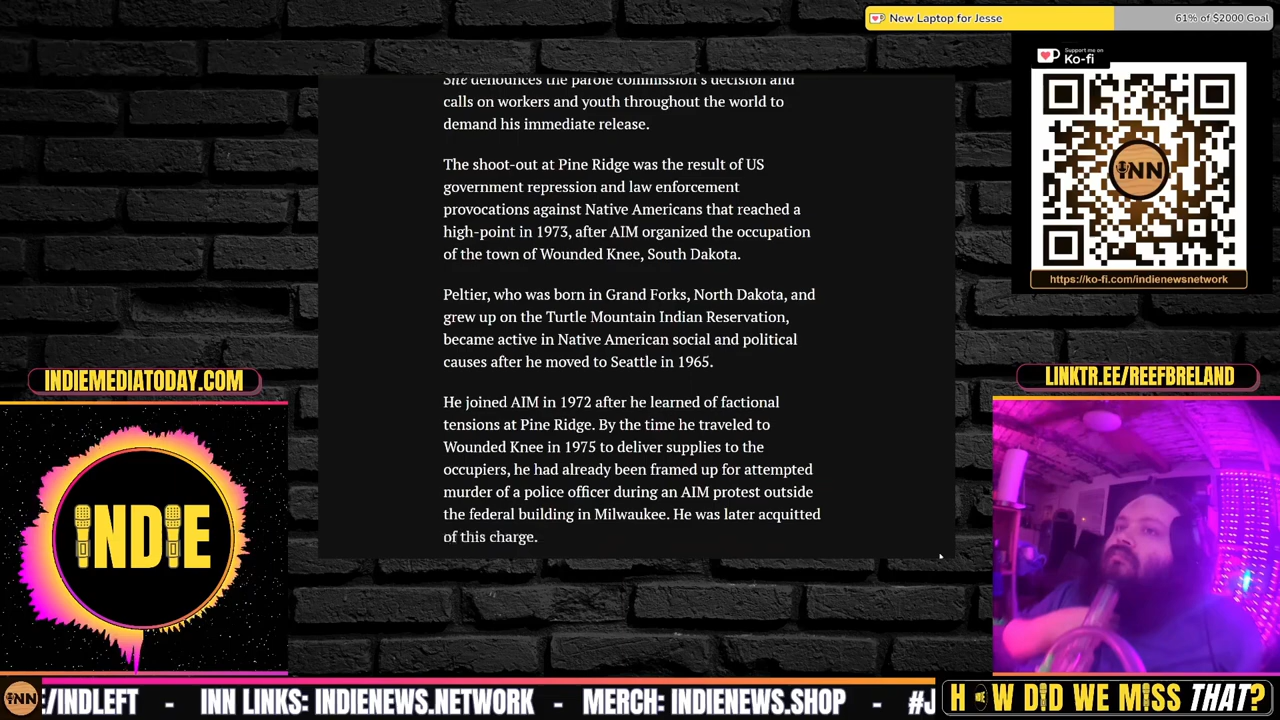 New Laptop for Jesse
61% of $2000 Goal
Support me on
Ko-fi
INN
https://ko-fi.com/indienewsnetwork
She denounces the parole commission's decision and
calls on workers and youth throughout the world to
demand his immediate release.
The shoot-out at Pine Ridge was the result of US
government repression and law enforcement
provocations against Native Americans that reached a
high-point in 1973, after AIM organized the occupation
of the town of Wounded Knee, South Dakota.
Peltier, who was born in Grand Forks, North Dakota, and
grew up on the Turtle Mountain Indian Reservation,
became active in Native American social and political
causes after he moved to Seattle in 1965.
He joined AIM in 1972 after he learned of factional
tensions at Pine Ridge. By the time he traveled to
Wounded Knee in 1975 to deliver supplies to the
occupiers, he had already been framed up for attempted
murder of a police officer during an AIM protest outside
the federal building in Milwaukee. He was later acquitted
of this charge.
INDIEMEDIATODAY.COM
LINKTR.EE/REEFBRELAND
INDIE
INN
E/INDLEFT - INN LINKS: INDIENEWS.NETWORK - MERCH: INDIENEWS.SHOP - #J
HOW DID WE MISS THAT?